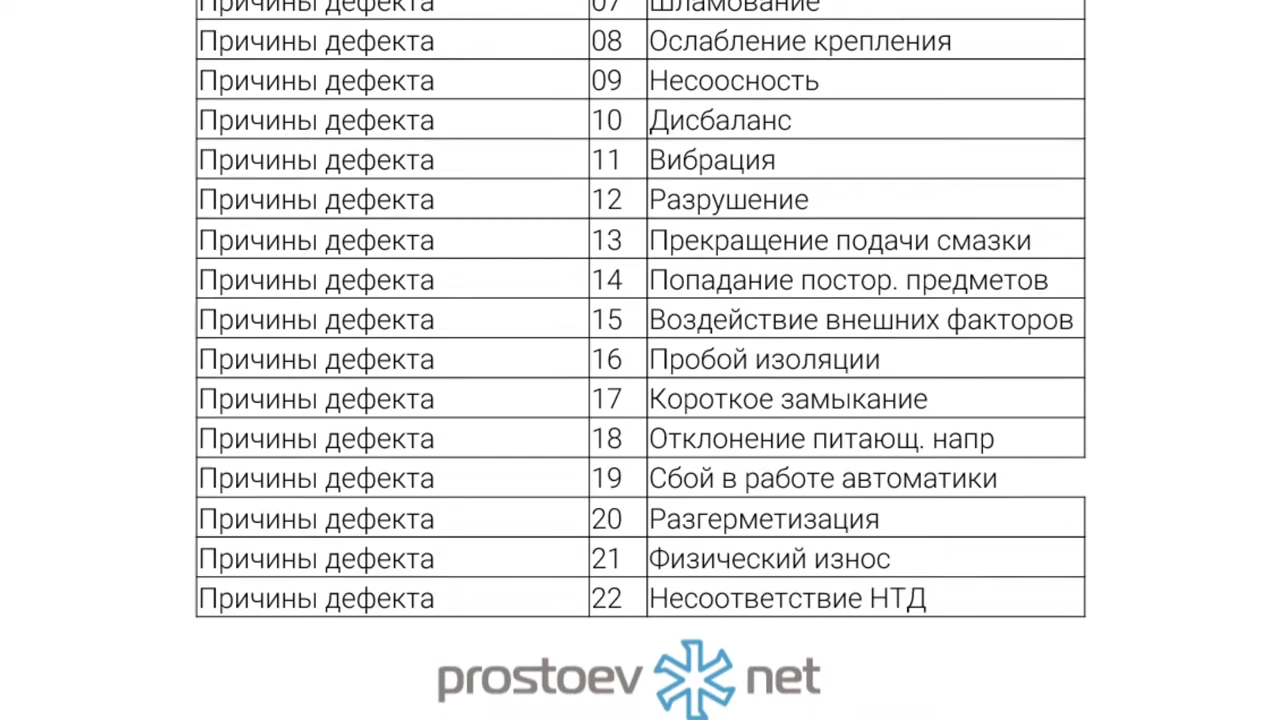 Причины дефекта 07 Шламование
Причины дефекта 08 Ослабление крепления
Причины дефекта 09 Несоосность
Причины дефекта 10 Дисбаланс
Причины дефекта 11 Вибрация
Причины дефекта 12 Разрушение
Причины дефекта 13 Прекращение подачи смазки
Причины дефекта 14 Попадание постор. предметов
Причины дефекта 15 Воздействие внешних факторов
Причины дефекта 16 Пробой изоляции
Причины дефекта 17 Короткое замыкание
Причины дефекта 18 Отклонение питающ. напр
Причины дефекта 19 Сбой в работе автоматики
Причины дефекта 20 Разгерметизация
Причины дефекта 21 Физический износ
Причины дефекта 22 Несоответствие НТД
prostoev net